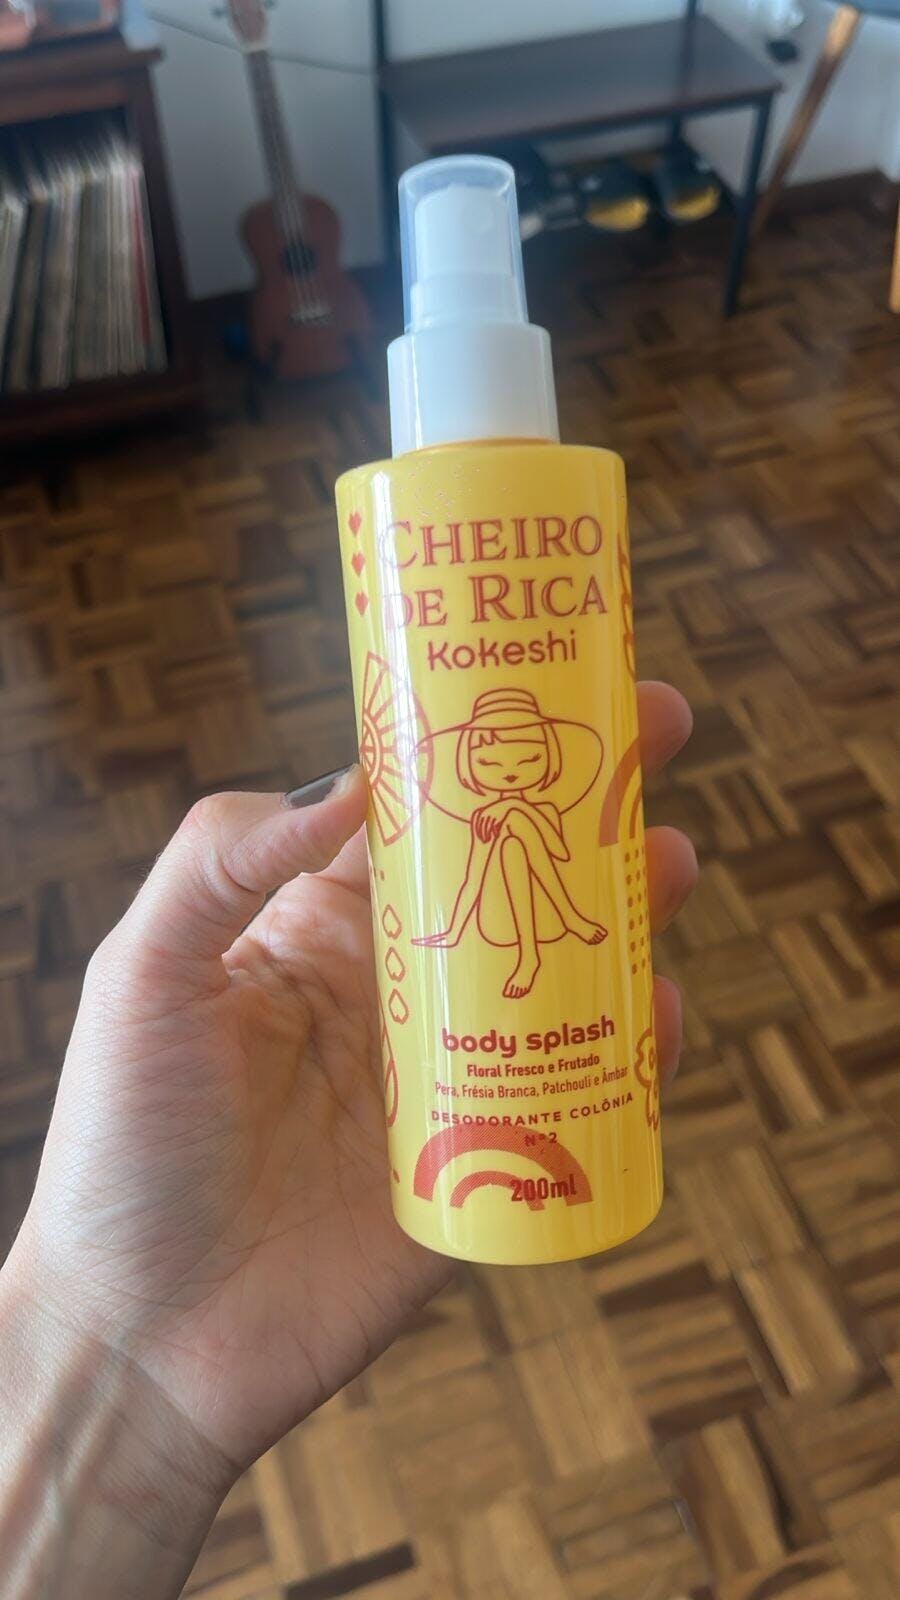 CHEIRO
DE RICA
Kokeshi
body splash
Floral Fresco e Frutado
Pera, Frésia Branca, Patchouli e Âmbar
DESODORANTE COLÔNIA
Nº2
200ml